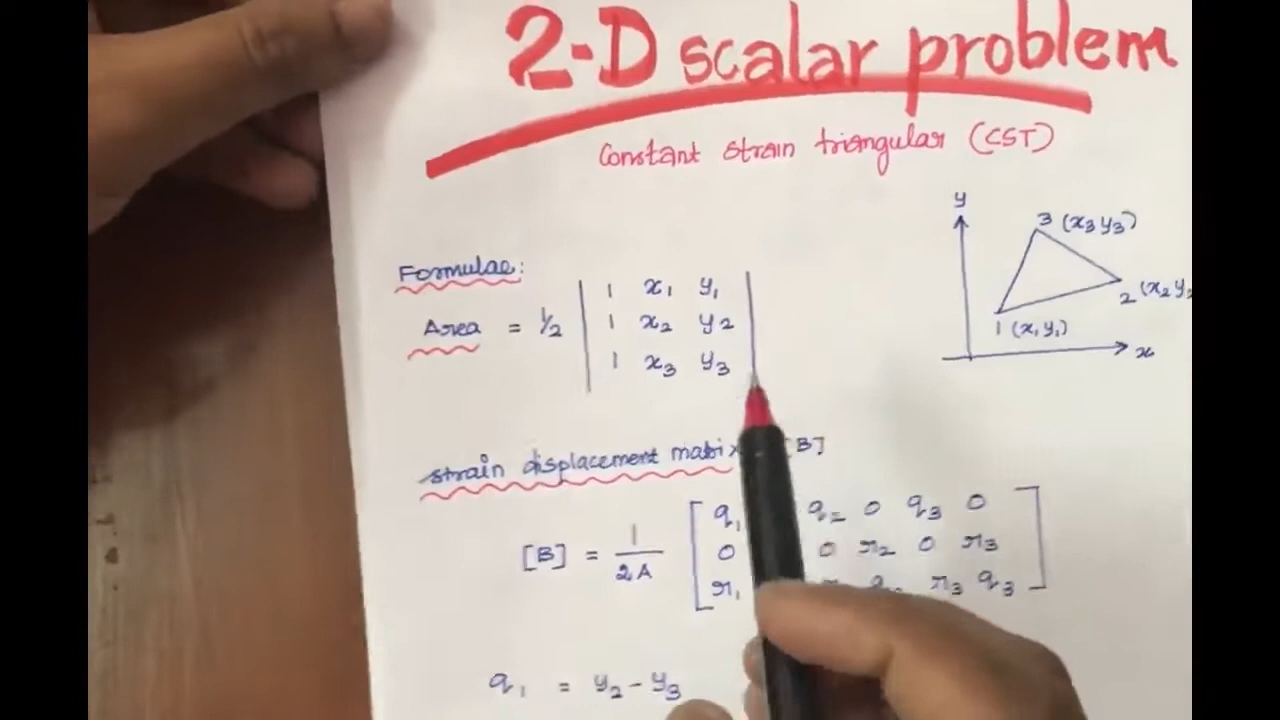 2-D scalar problem
Constant strain triangular (CST)
y
3 (x3 y3)
2 (x2 y2
1 (x, y1)
x
Formulae:
Area = 1/2 | 1 x1 y1 |
1 x2 y2
1 x3 y3
strain displacement matrix [B]
[B] = 1/2A [ q1 q2 0 q3 0 ]
0 0 r2 0 r3
r1 r3 q3
q1 = y2 - y3